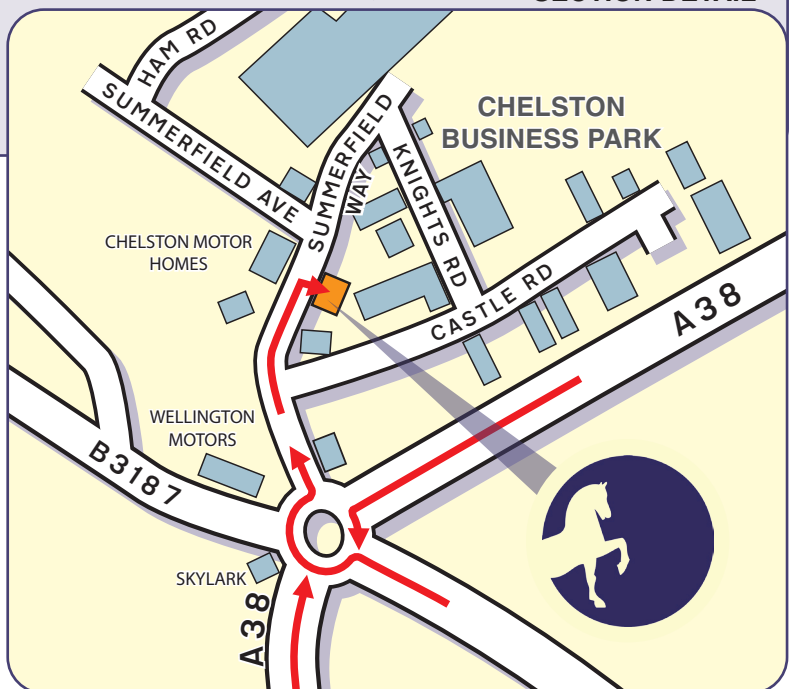 HAM RD
SUMMERFIELD AVE
SUMMERFIELD
WAY
KNIGHTS RD
CHELSTON
BUSINESS PARK
CHELSTON MOTOR
HOMES
CASTLE RD
A38
WELLINGTON
MOTORS
B3187
SKYLARK
A38